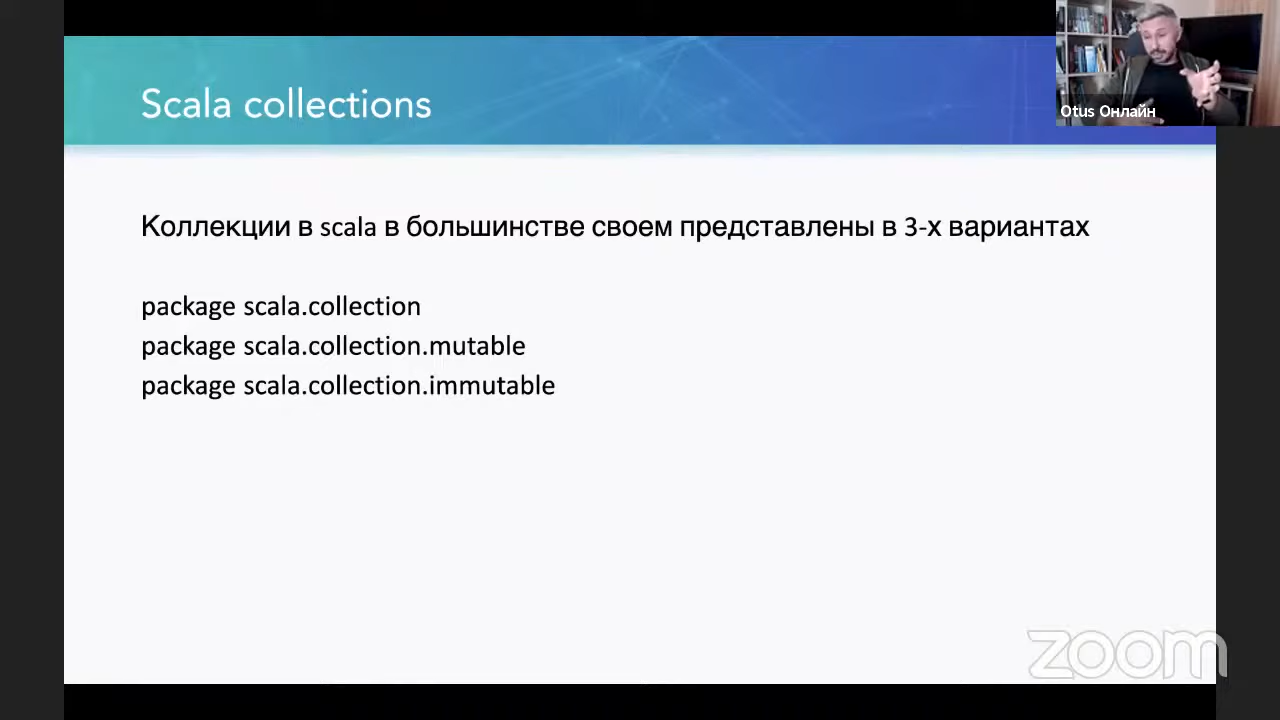 Scala collections
Otus Онлайн
Коллекции в scala в большинстве своем представлены в 3-х вариантах
package scala.collection
package scala.collection.mutable
package scala.collection.immutable
zoom